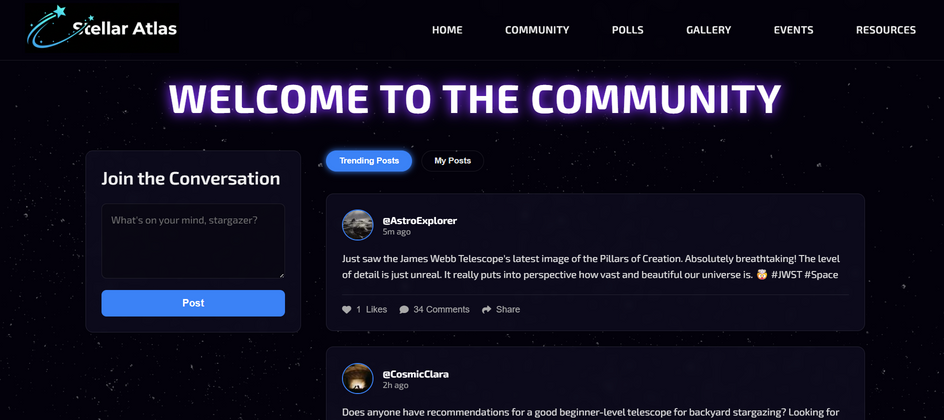 Stellar Atlas
HOME COMMUNITY POLLS GALLERY EVENTS RESOURCES
WELCOME TO THE COMMUNITY
Join the Conversation
What's on your mind, stargazer?
Post
Trending Posts My Posts
@AstroExplorer
5m ago
Just saw the James Webb Telescope's latest image of the Pillars of Creation. Absolutely breathtaking! The level
of detail is just unreal. It really puts into perspective how vast and beautiful our universe is. 🤯 #JWST #Space
1 Likes 34 Comments Share
@CosmicClara
2h ago
Does anyone have recommendations for a good beginner-level telescope for backyard stargazing? Looking for